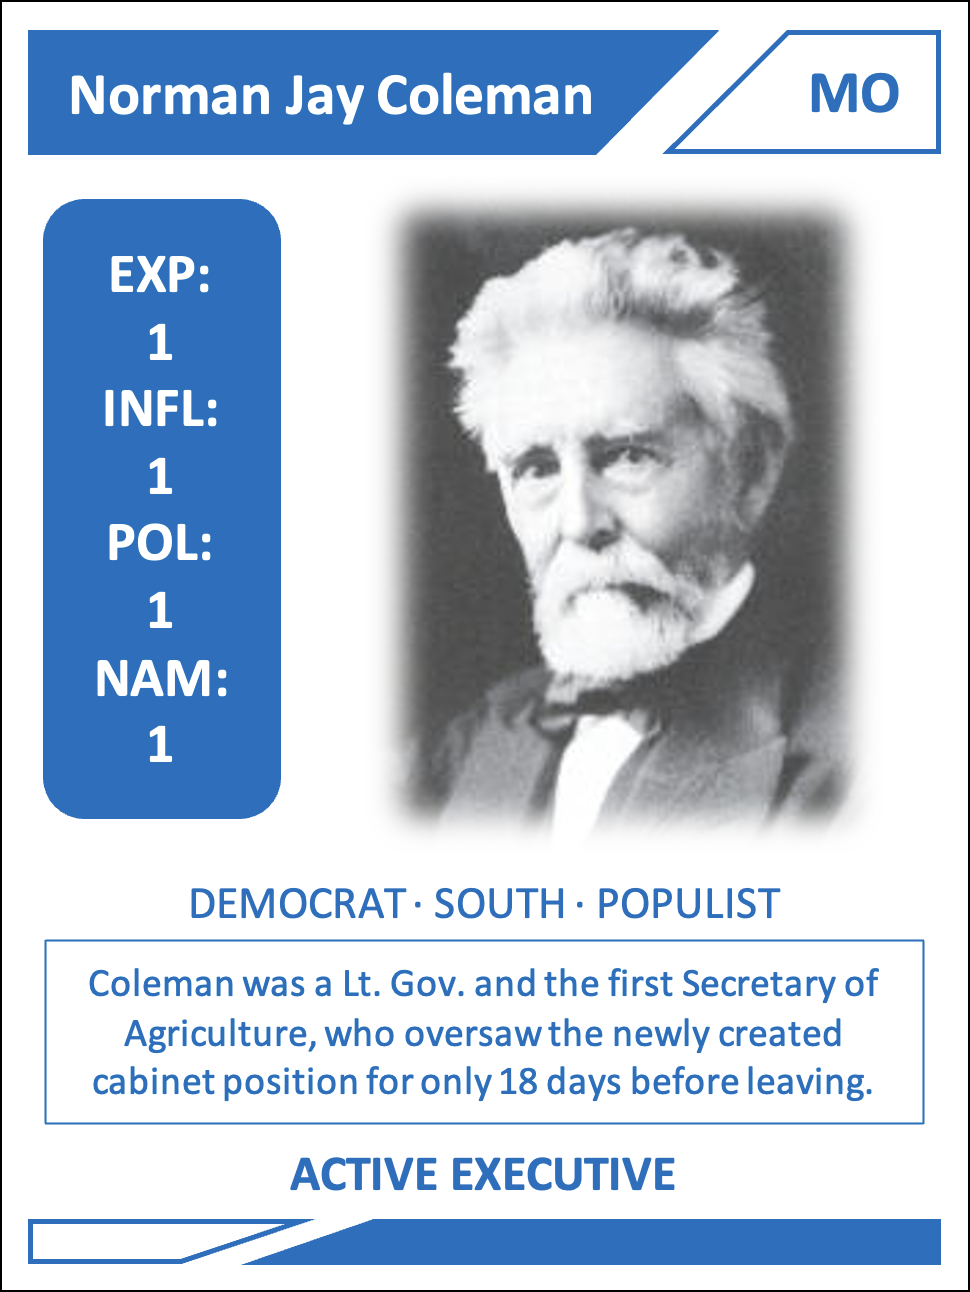 Norman Jay Coleman
MO
EXP:
1
INFL:
1
POL:
1
NAM:
1
DEMOCRAT · SOUTH · POPULIST
Coleman was a Lt. Gov. and the first Secretary of
Agriculture, who oversaw the newly created
cabinet position for only 18 days before leaving.
ACTIVE EXECUTIVE